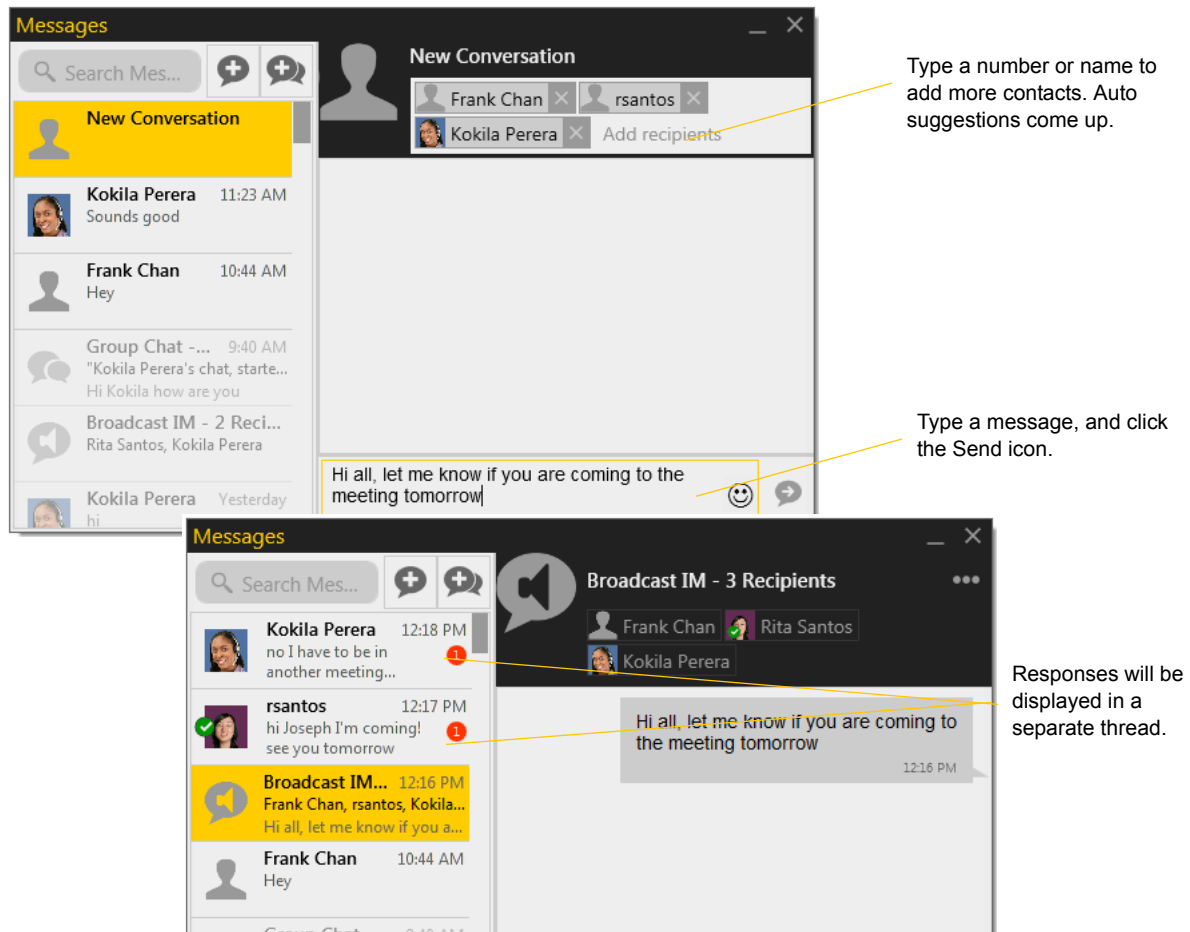 Messages
Search Mes...
New Conversation
Kokila Perera 11:23 AM
Sounds good
Frank Chan 10:44 AM
Hey
Group Chat -... 9:40 AM
"Kokila Perera's chat, starte...
Hi Kokila how are you
Broadcast IM - 2 Reci...
Rita Santos, Kokila Perera
Kokila Perera Yesterday
hi
New Conversation
Frank Chan rsantos
Kokila Perera Add recipients
Hi all, let me know if you are coming to the
meeting tomorrow
Type a number or name to
add more contacts. Auto
suggestions come up.
Type a message, and click
the Send icon.
Messages
Search Mes...
Kokila Perera 12:18 PM
no I have to be in 1
another meeting...
rsantos 12:17 PM
hi Joseph I'm coming! 1
see you tomorrow
Broadcast IM... 12:16 PM
Frank Chan, rsantos, Kokila...
Hi all, let me know if you a...
Frank Chan 10:44 AM
Hey
Group Chat 9:40 AM
Broadcast IM - 3 Recipients
Frank Chan Rita Santos
Kokila Perera
Hi all, let me know if you are coming to
the meeting tomorrow
12:16 PM
Responses will be
displayed in a
separate thread.